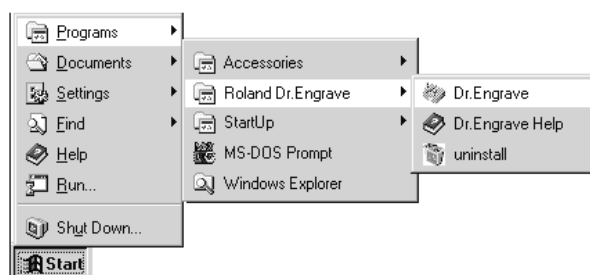 Programs
Documents
Settings
Find
Help
Run...
Shut Down...
Start
Accessories
Roland Dr.Engrave
StartUp
MS-DOS Prompt
Windows Explorer
Dr.Engrave
Dr.Engrave Help
uninstall